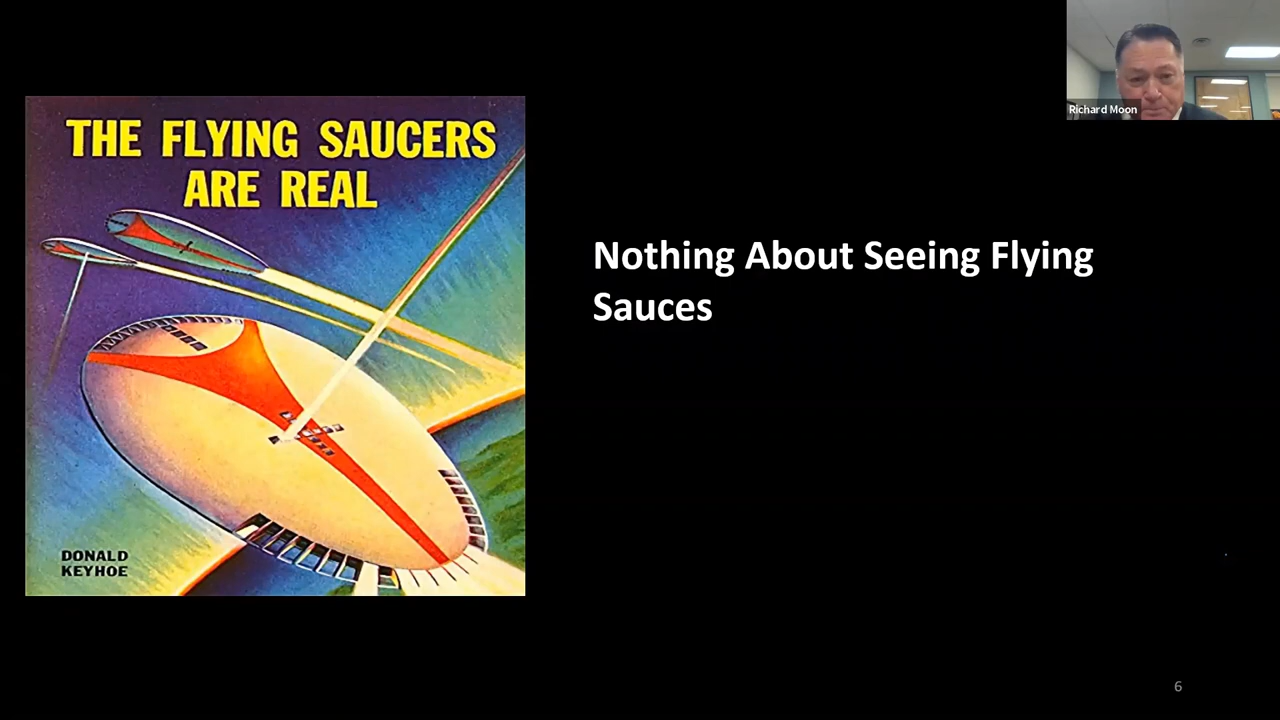 Richard Moon
THE FLYING SAUCERS
ARE REAL
Nothing About Seeing Flying
Sauces
DONALD
KEYHOE
6